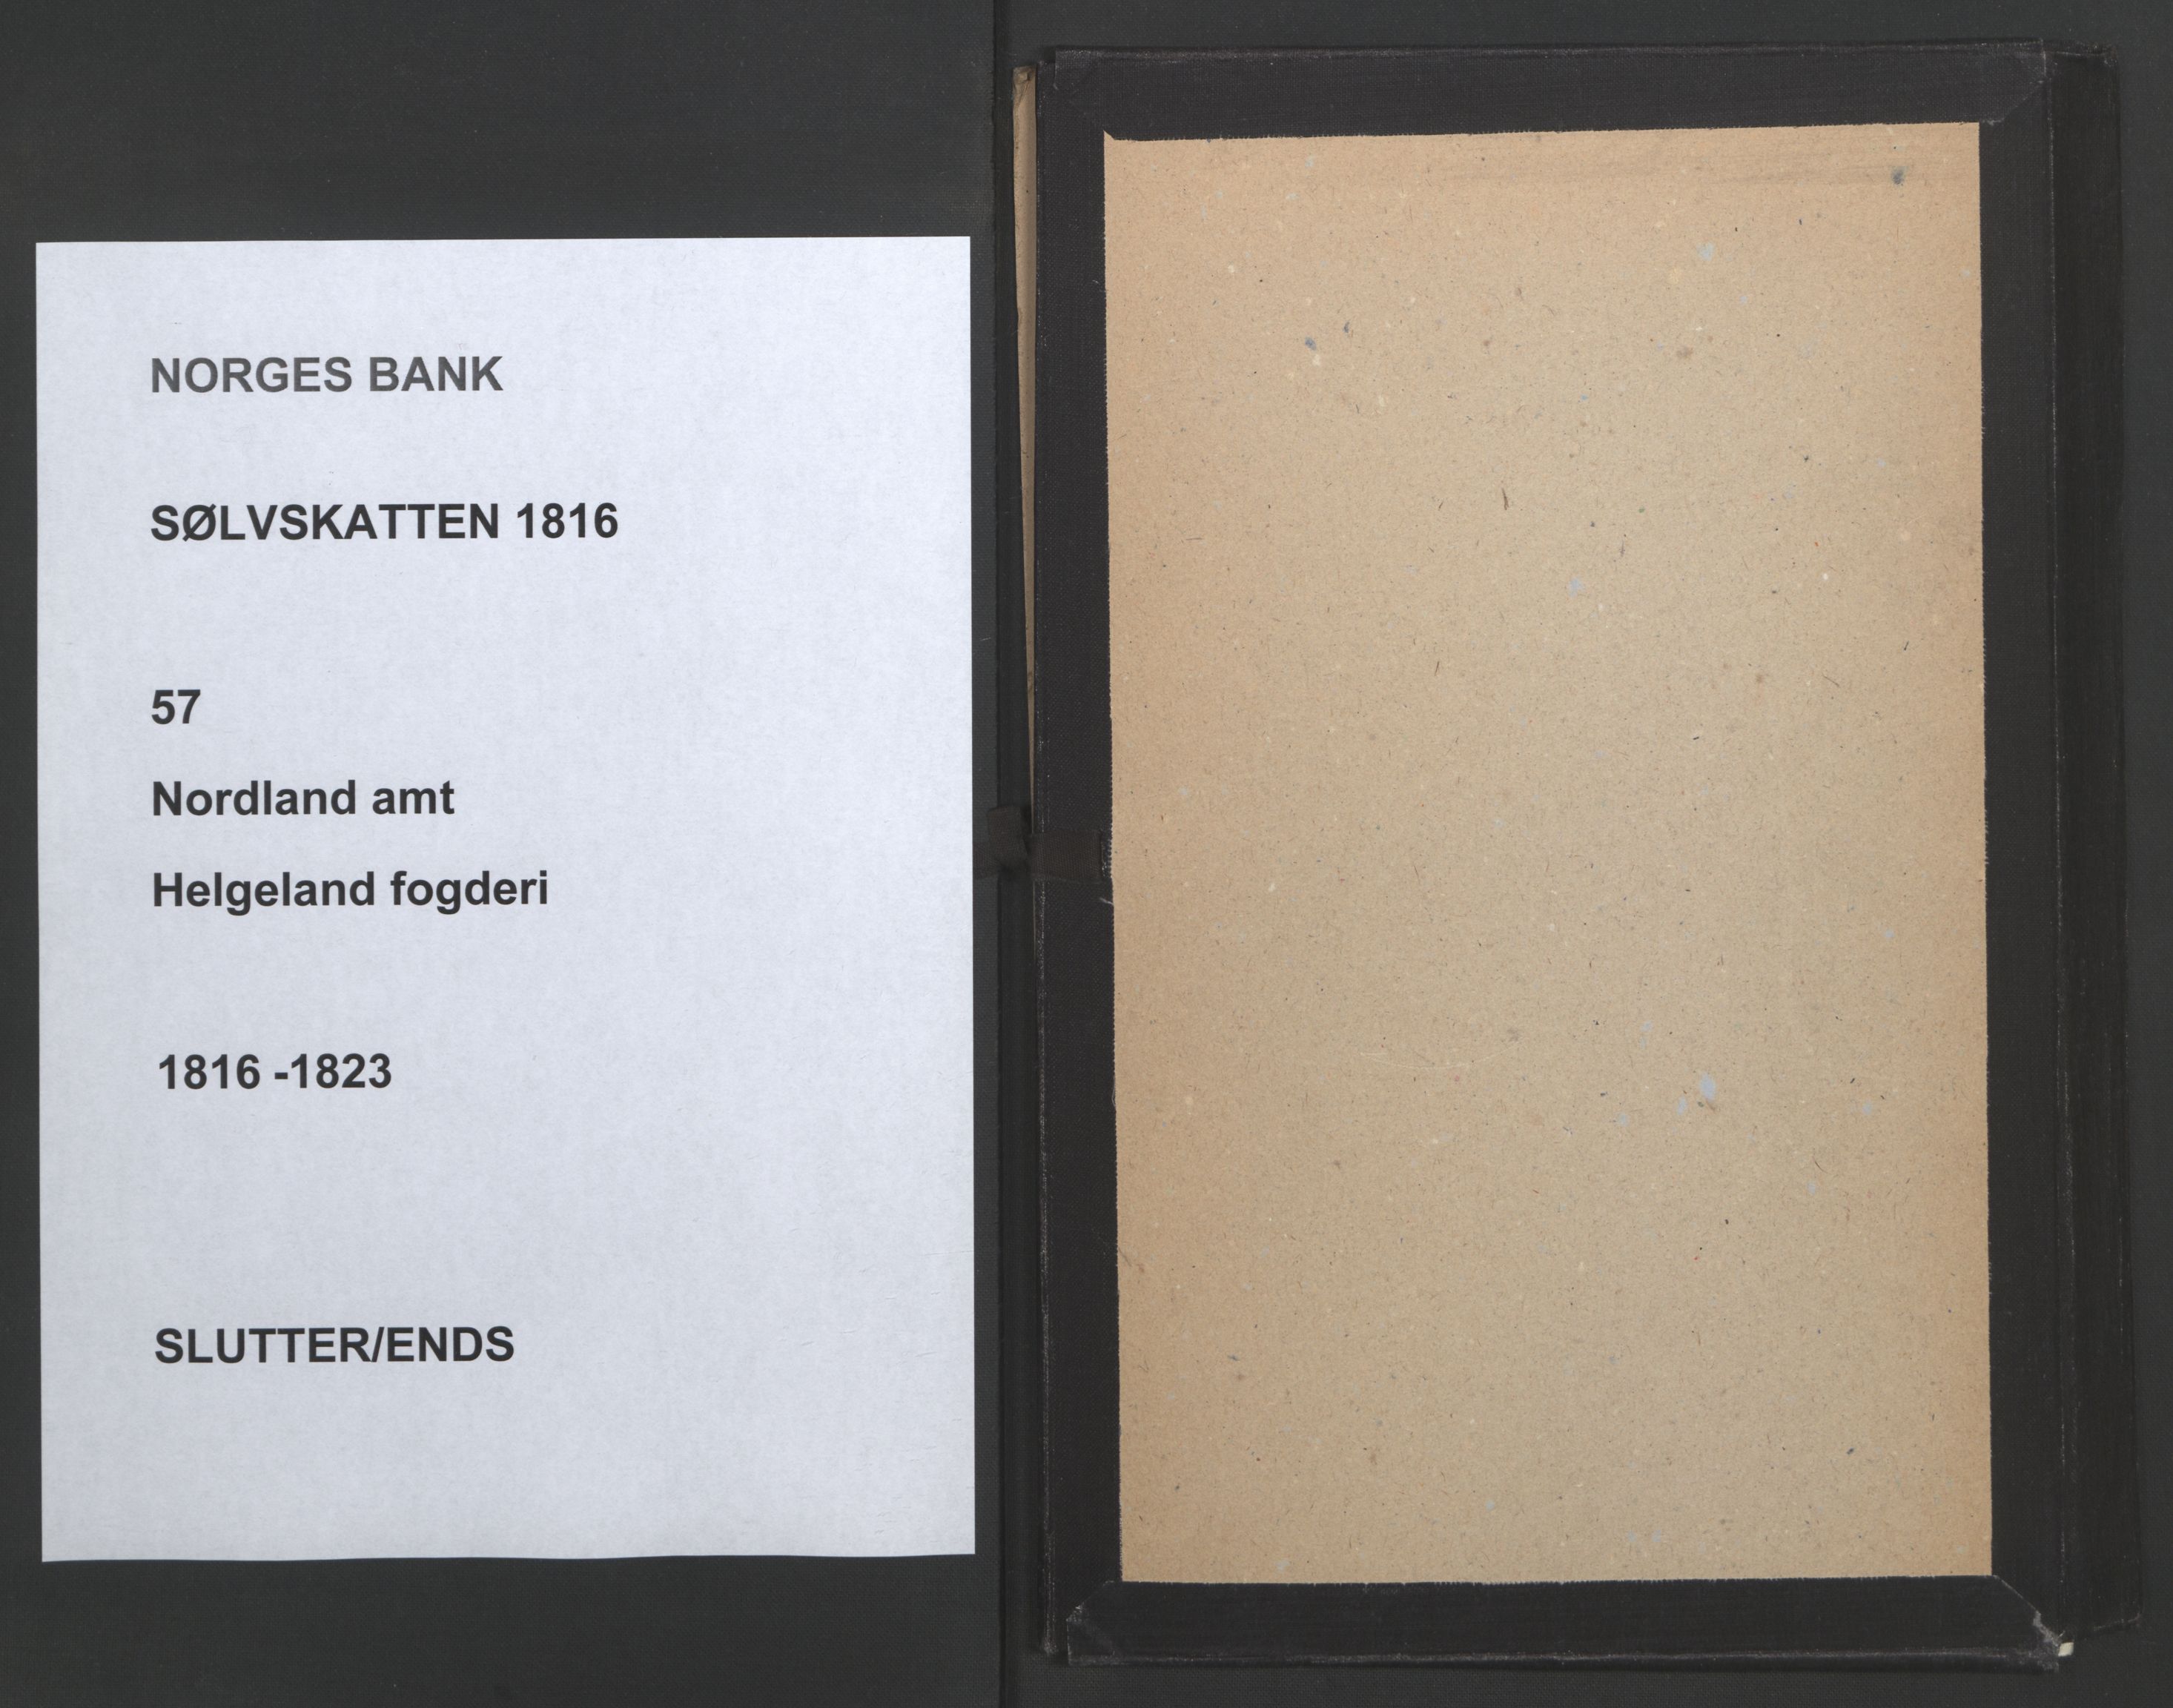 NORGES BANK
SØLVSKATTEN 1816
57
Nordland amt
Helgeland fogderi
1816 -1823
SLUTTER/ENDS